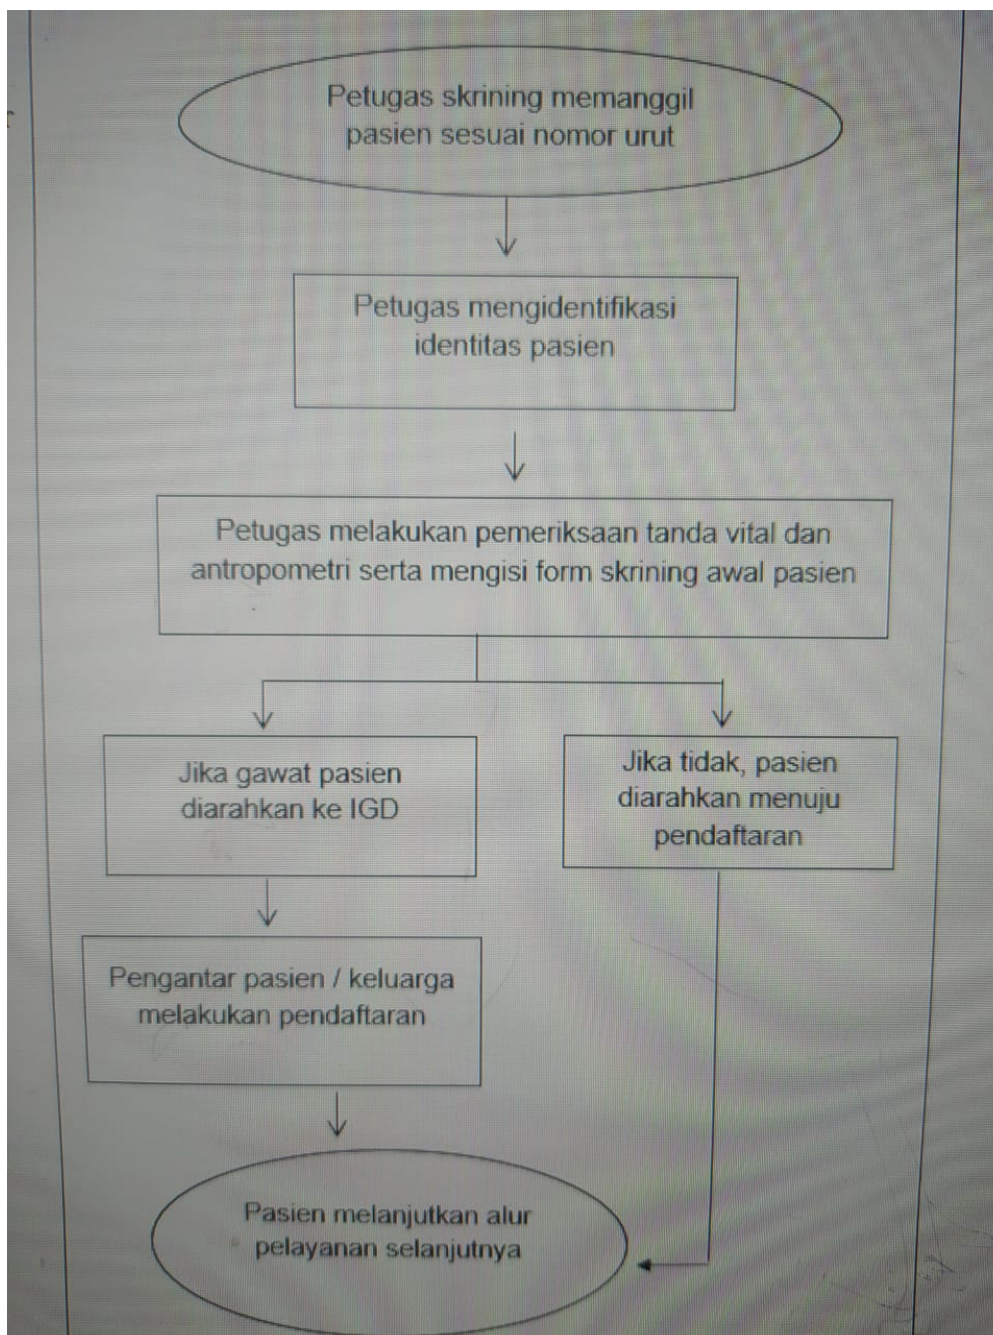 Petugas skrining memanggil
pasien sesuai nomor urut
Petugas mengidentifikasi
identitas pasien
Petugas melakukan pemeriksaan tanda vital dan
antropometri serta mengisi form skrining awal pasien
Jika gawat pasien
diarahkan ke IGD
Jika tidak, pasien
diarahkan menuju
pendaftaran
Pengantar pasien / keluarga
melakukan pendaftaran
Pasien melanjutkan alur
pelayanan selanjutnya